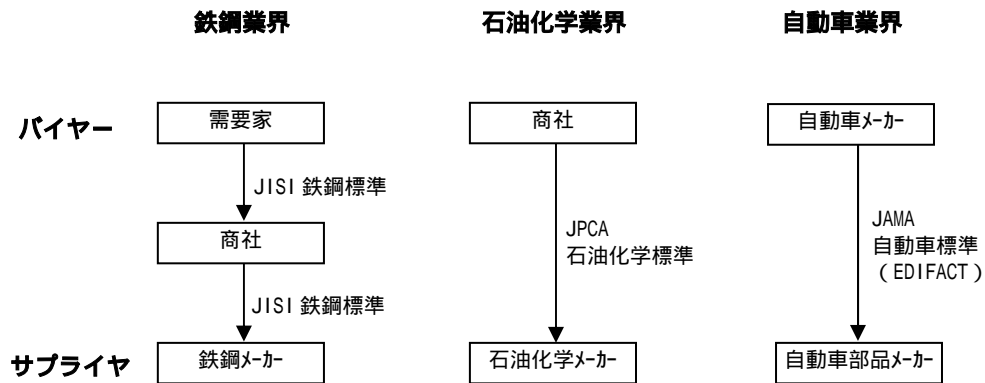 鉄鋼業界
石油化学業界
自動車業界
バイヤー
需要家
商社
自動車ﾒｰｶｰ
JISI 鉄鋼標準
商社
JPCA
石油化学標準
JAMA
自動車標準
（EDIFACT）
JISI 鉄鋼標準
サプライヤ
鉄鋼ﾒｰｶｰ
石油化学ﾒｰｶｰ
自動車部品ﾒｰｶｰ